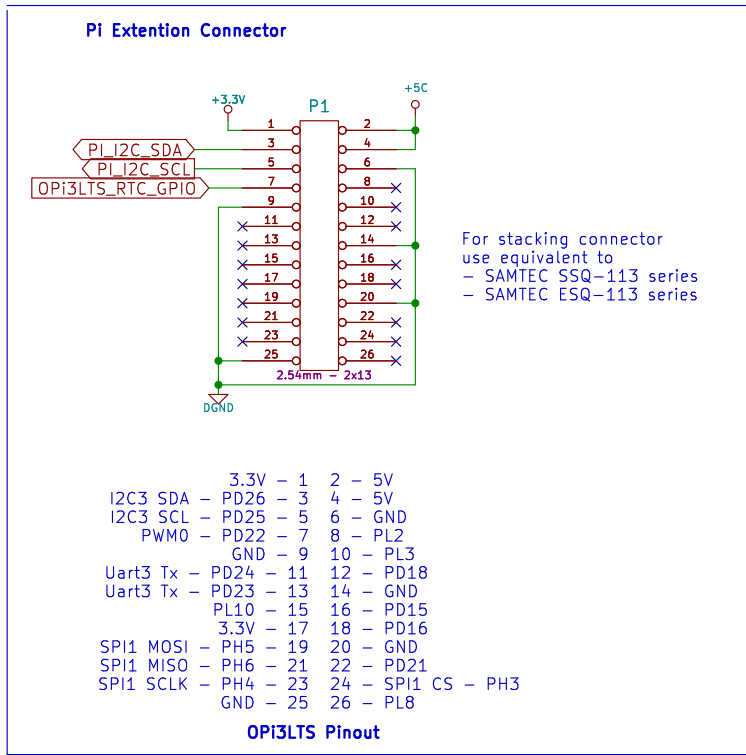 Pi Extention Connector
+3.3V
+5C
P1
1 2
PI_I2C_SDA 3 4
PI_I2C_SCL 5 6
OPi3LTS_RTC_GPIO 7 8
9 10
11 12
13 14
15 16
17 18
19 20
21 22
23 24
25 26
2.54mm – 2x13
DGND
For stacking connector
use equivalent to
– SAMTEC SSQ–113 series
– SAMTEC ESQ–113 series
3.3V – 1 2 – 5V
I2C3 SDA – PD26 – 3 4 – 5V
I2C3 SCL – PD25 – 5 6 – GND
PWM0 – PD22 – 7 8 – PL2
GND – 9 10 – PL3
Uart3 Tx – PD24 – 11 12 – PD18
Uart3 Tx – PD23 – 13 14 – GND
PL10 – 15 16 – PD15
3.3V – 17 18 – PD16
SPI1 MOSI – PH5 – 19 20 – GND
SPI1 MISO – PH6 – 21 22 – PD21
SPI1 SCLK – PH4 – 23 24 – SPI1 CS – PH3
GND – 25 26 – PL8
OPi3LTS Pinout